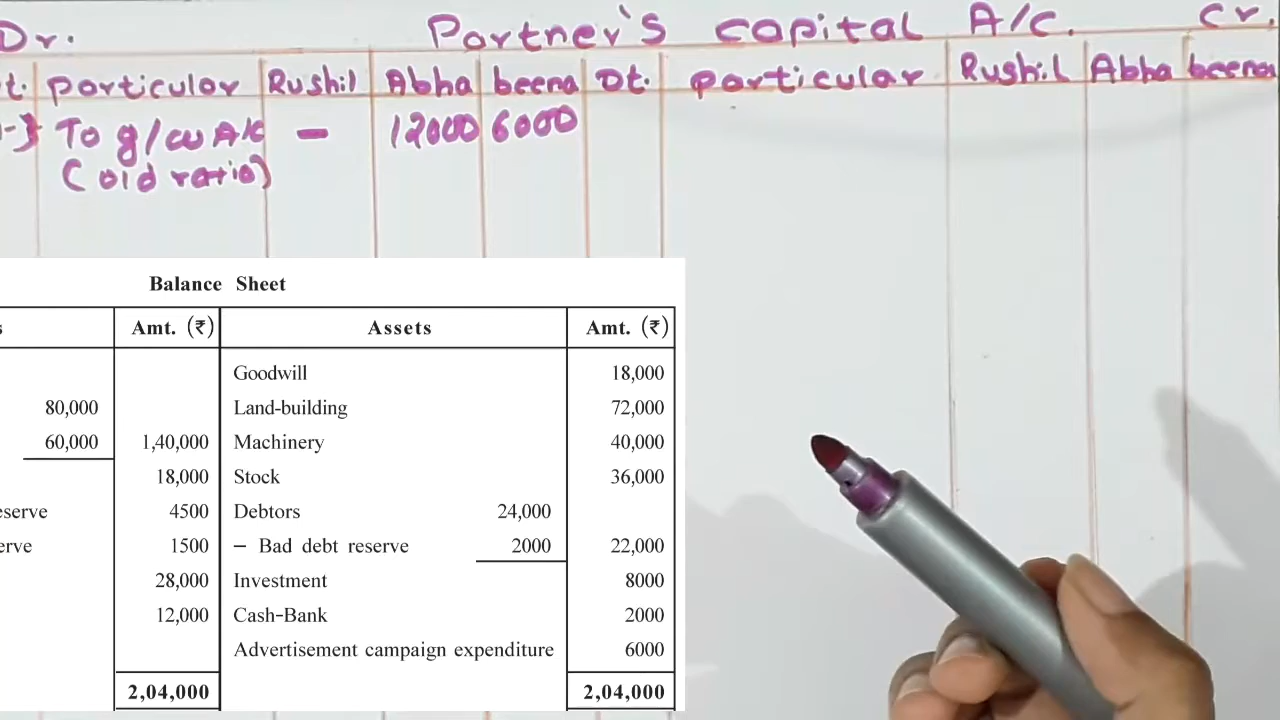 Dr. Partner's capital A/C. Cr.
t. particular Rushil Abha beena Dt. particular Rushil Abha beena
To g/w A/C - 12000 6000
(old ratio)
Balance Sheet
s Amt. (₹) Assets Amt. (₹)
Goodwill 18,000
80,000 Land-building 72,000
60,000 1,40,000 Machinery 40,000
18,000 Stock 36,000
eserve 4500 Debtors 24,000
erve 1500 – Bad debt reserve 2000 22,000
28,000 Investment 8000
12,000 Cash-Bank 2000
Advertisement campaign expenditure 6000
2,04,000 2,04,000